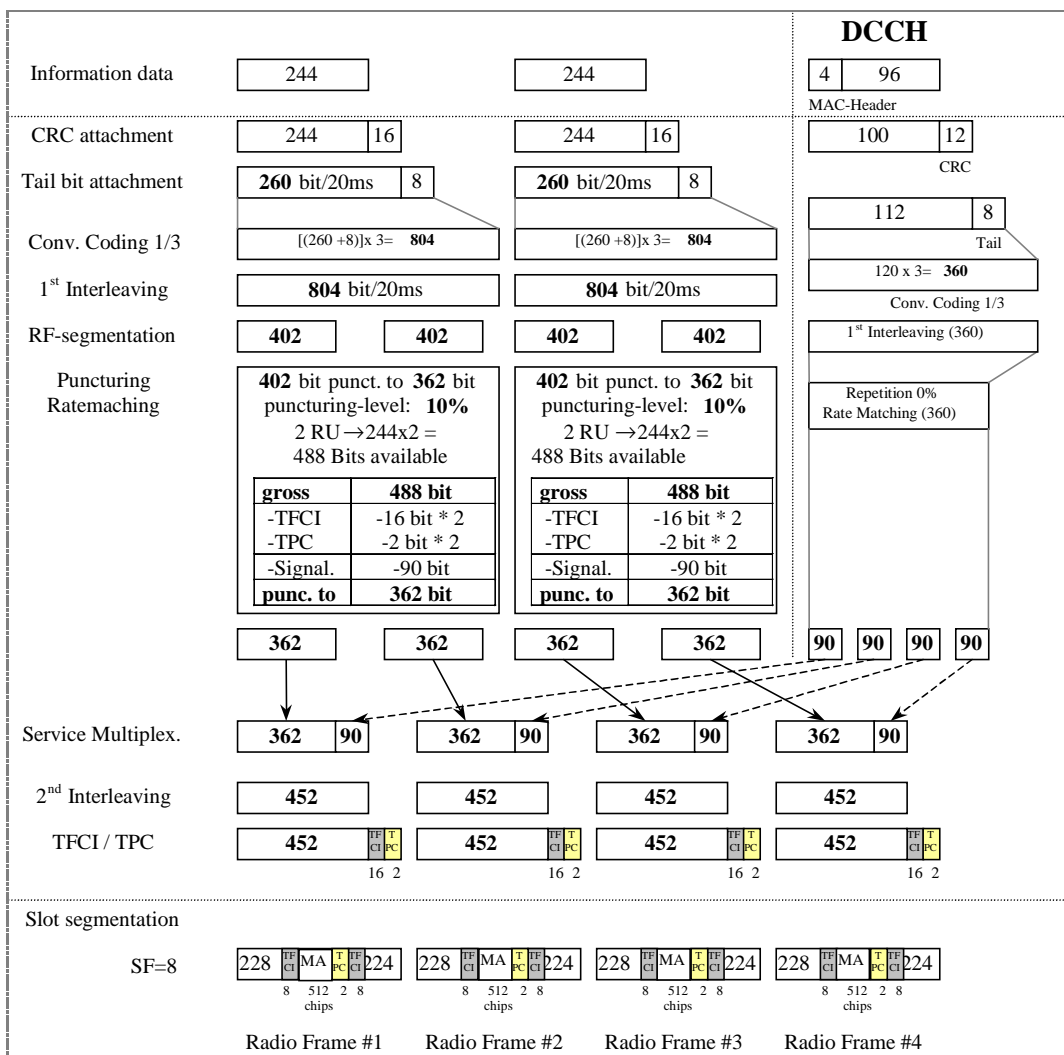 DCCH
Information data 244 244 4 96
MAC-Header
CRC attachment 244 16 244 16 100 12
CRC
Tail bit attachment 260 bit/20ms 8 260 bit/20ms 8
112 8
Tail
Conv. Coding 1/3 [(260 +8)]x 3= 804 [(260 +8)]x 3= 804
120 x 3= 360
Conv. Coding 1/3
1st Interleaving 804 bit/20ms 804 bit/20ms
RF-segmentation 402 402 402 402 1st Interleaving (360)
Puncturing
Ratemaching
402 bit punct. to 362 bit
puncturing-level: 10%
2 RU →244x2 =
488 Bits available
gross 488 bit
-TFCI -16 bit * 2
-TPC -2 bit * 2
-Signal. -90 bit
punc. to 362 bit
402 bit punct. to 362 bit
puncturing-level: 10%
2 RU →244x2 =
488 Bits available
gross 488 bit
-TFCI -16 bit * 2
-TPC -2 bit * 2
-Signal. -90 bit
punc. to 362 bit
Repetition 0%
Rate Matching (360)
362 362 362 362 90 90 90 90
Service Multiplex. 362 90 362 90 362 90 362 90
2nd Interleaving 452 452 452 452
TFCI / TPC 452 TF CI T PC 452 TF CI T PC 452 TF CI T PC 452 TF CI T PC
16 2 16 2 16 2 16 2
Slot segmentation
SF=8 228 TF CI MA T PC TF CI 224 228 TF CI MA T PC TF CI 224 228 TF CI MA T PC TF CI 224 228 TF CI MA T PC TF CI 224
8 512 2 8 8 512 2 8 8 512 2 8 8 512 2 8
chips chips chips chips
Radio Frame #1 Radio Frame #2 Radio Frame #3 Radio Frame #4